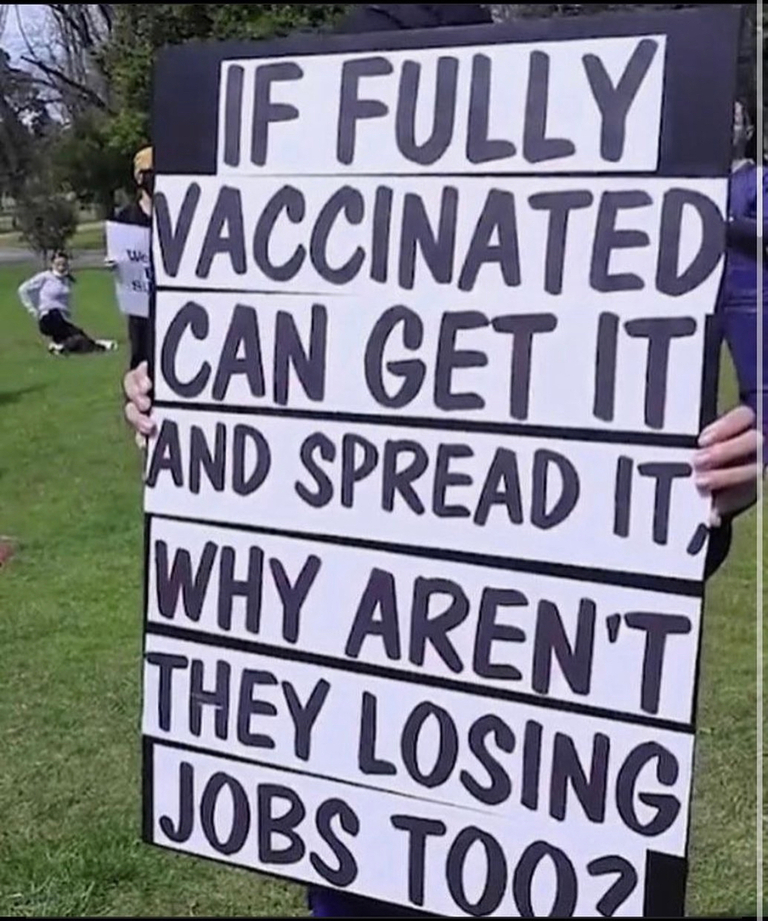 IF FULLY
VACCINATED
CAN GET IT
AND SPREAD IT,
WHY AREN'T
THEY LOSING
JOBS TOO?